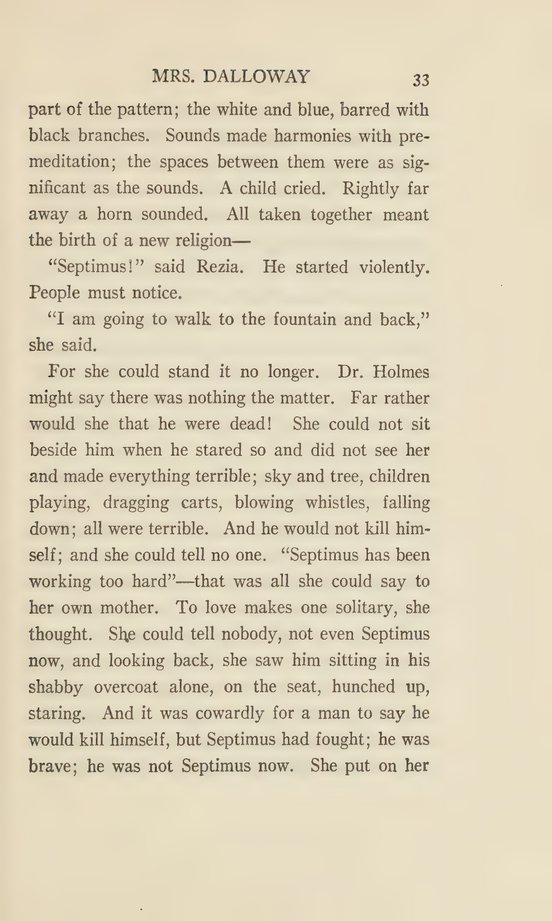 MRS. DALLOWAY 33
part of the pattern; the white and blue, barred with
black branches. Sounds made harmonies with pre-
meditation; the spaces between them were as sig-
nificant as the sounds. A child cried. Rightly far
away a horn sounded. All taken together meant
the birth of a new religion—
"Septimus!" said Rezia. He started violently.
People must notice.
"I am going to walk to the fountain and back,"
she said.
For she could stand it no longer. Dr. Holmes
might say there was nothing the matter. Far rather
would she that he were dead! She could not sit
beside him when he stared so and did not see her
and made everything terrible; sky and tree, children
playing, dragging carts, blowing whistles, falling
down; all were terrible. And he would not kill him-
self; and she could tell no one. "Septimus has been
working too hard"—that was all she could say to
her own mother. To love makes one solitary, she
thought. She could tell nobody, not even Septimus
now, and looking back, she saw him sitting in his
shabby overcoat alone, on the seat, hunched up,
staring. And it was cowardly for a man to say he
would kill himself, but Septimus had fought; he was
brave; he was not Septimus now. She put on her